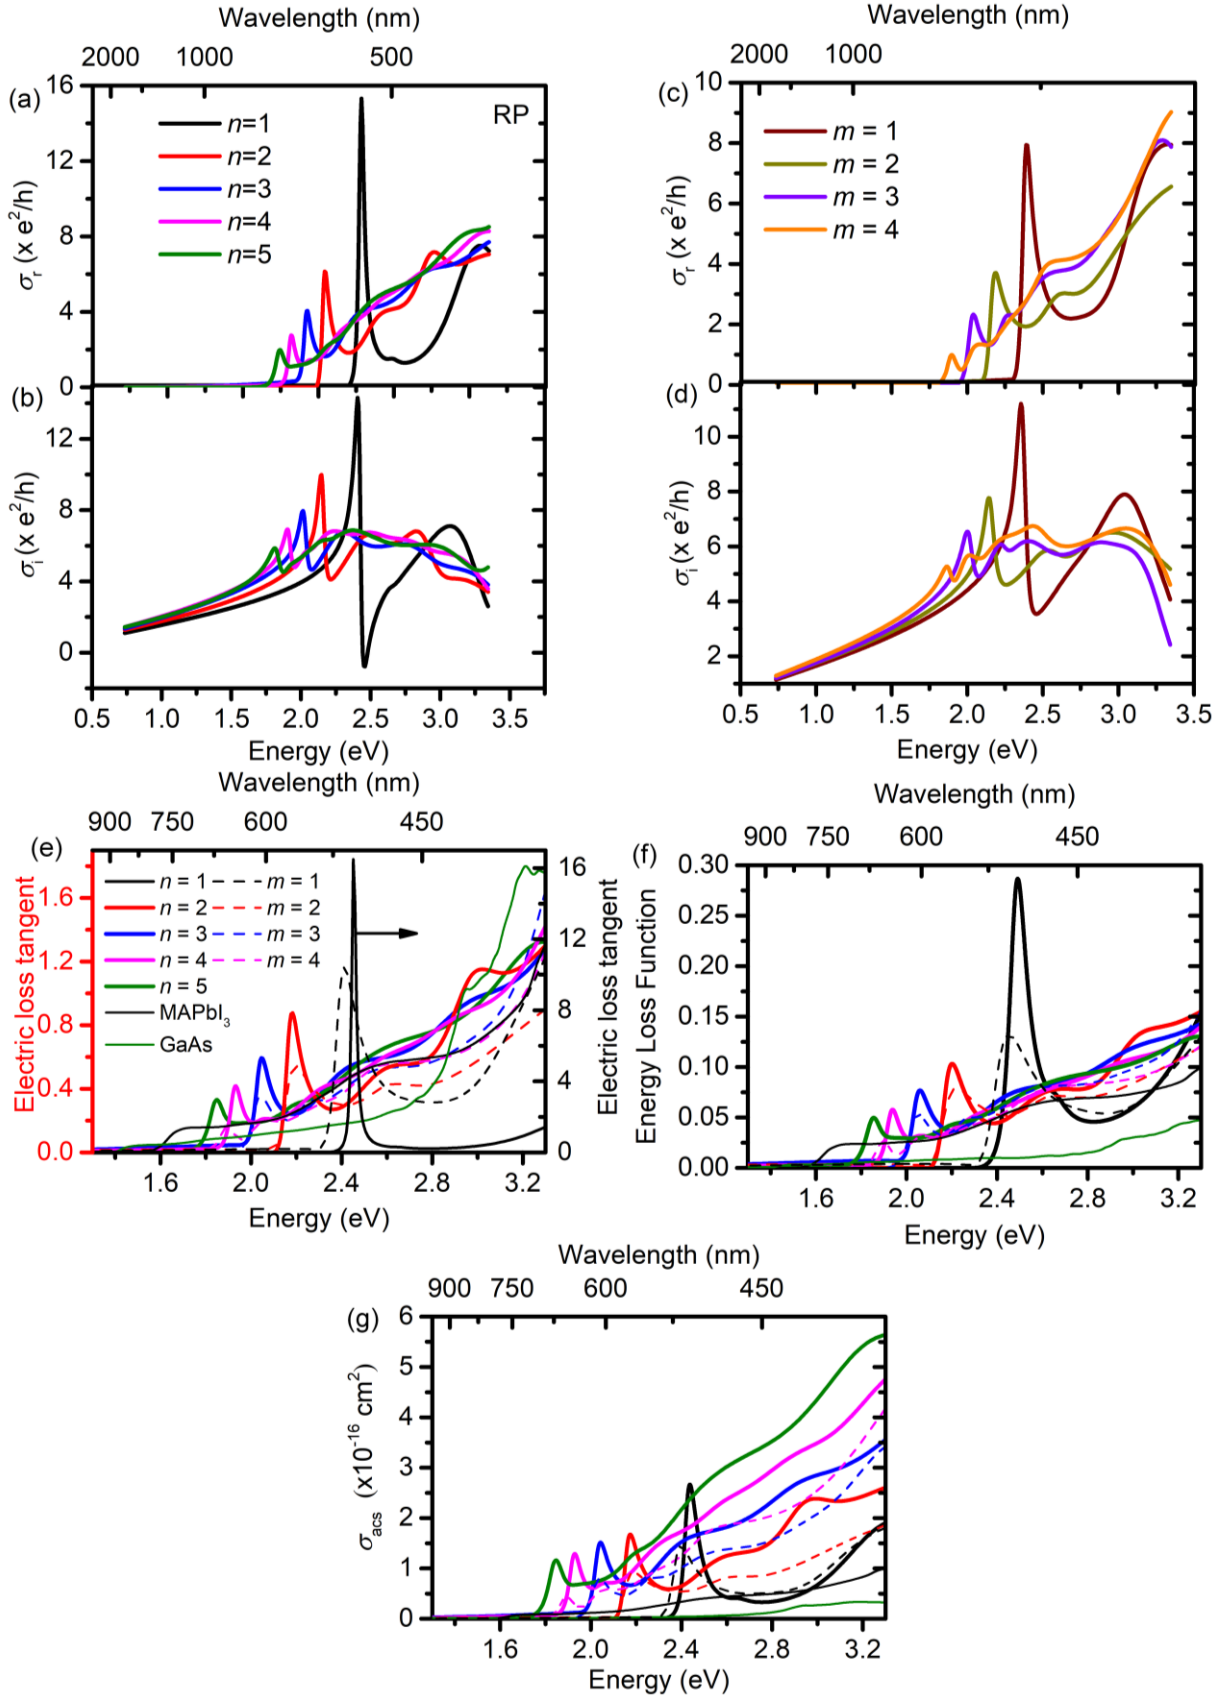 Wavelength (nm)
2000 1000 500
(a)
RP
n=1
n=2
n=3
n=4
n=5
16
12
8
4
0
σr (x e²/h)
(b)
12
8
4
0
σi (x e²/h)
0.5 1.0 1.5 2.0 2.5 3.0 3.5
Energy (eV)
Wavelength (nm)
2000 1000
(c)
m = 1
m = 2
m = 3
m = 4
10
8
6
4
2
0
σr (x e²/h)
(d)
10
8
6
4
2
σi (x e²/h)
0.5 1.0 1.5 2.0 2.5 3.0 3.5
Energy (eV)
Wavelength (nm)
900 750 600 450
(e)
n = 1 m = 1
n = 2 m = 2
n = 3 m = 3
n = 4 m = 4
n = 5
MAPbI₃
GaAs
1.6
1.2
0.8
0.4
0.0
Electric loss tangent
16
12
8
4
0
Electric loss tangent
1.6 2.0 2.4 2.8 3.2
Energy (eV)
Wavelength (nm)
900 750 600 450
(f)
0.30
0.25
0.20
0.15
0.10
0.05
0.00
Energy Loss Function
1.6 2.0 2.4 2.8 3.2
Energy (eV)
Wavelength (nm)
900 750 600 450
(g)
6
5
4
3
2
1
0
σacs (x10⁻¹⁶ cm²)
1.6 2.0 2.4 2.8 3.2
Energy (eV)